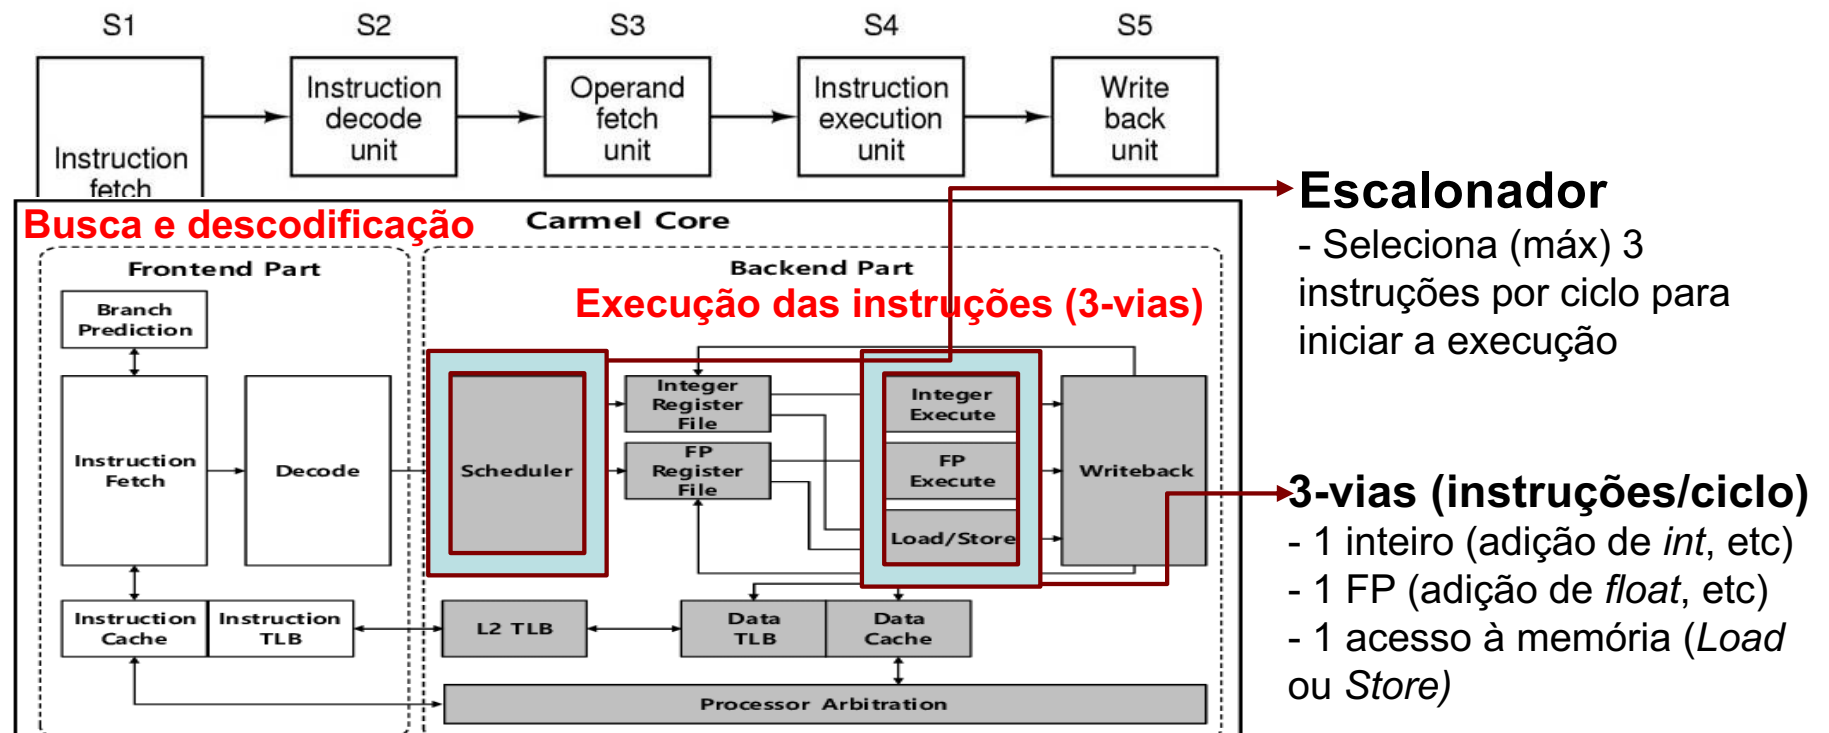 S1
S2
S3
S4
S5
Instruction
fetch
Instruction
decode
unit
Operand
fetch
unit
Instruction
execution
unit
Write
back
unit
Escalonador
- Seleciona (máx) 3
instruções por ciclo para
iniciar a execução
Busca e descodificação
Carmel Core
Frontend Part
Backend Part
Execução das instruções (3-vias)
Branch
Prediction
Instruction
Fetch
Decode
Scheduler
Integer
Register
File
FP
Register
File
Integer
Execute
FP
Execute
Load/Store
Writeback
Instruction
Cache
Instruction
TLB
L2 TLB
Data
TLB
Data
Cache
Processor Arbitration
3-vias (instruções/ciclo)
- 1 inteiro (adição de int, etc)
- 1 FP (adição de float, etc)
- 1 acesso à memória (Load
ou Store)